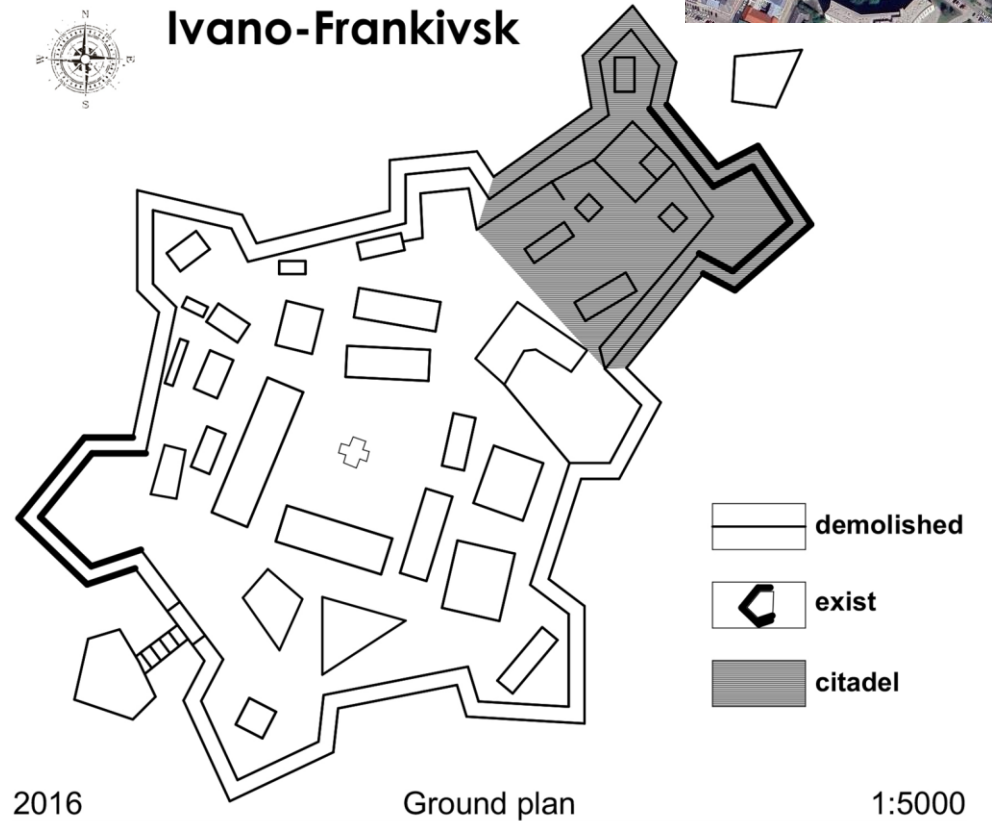 Ivano-Frankivsk
N
W E
S
demolished
exist
citadel
2016 Ground plan 1:5000